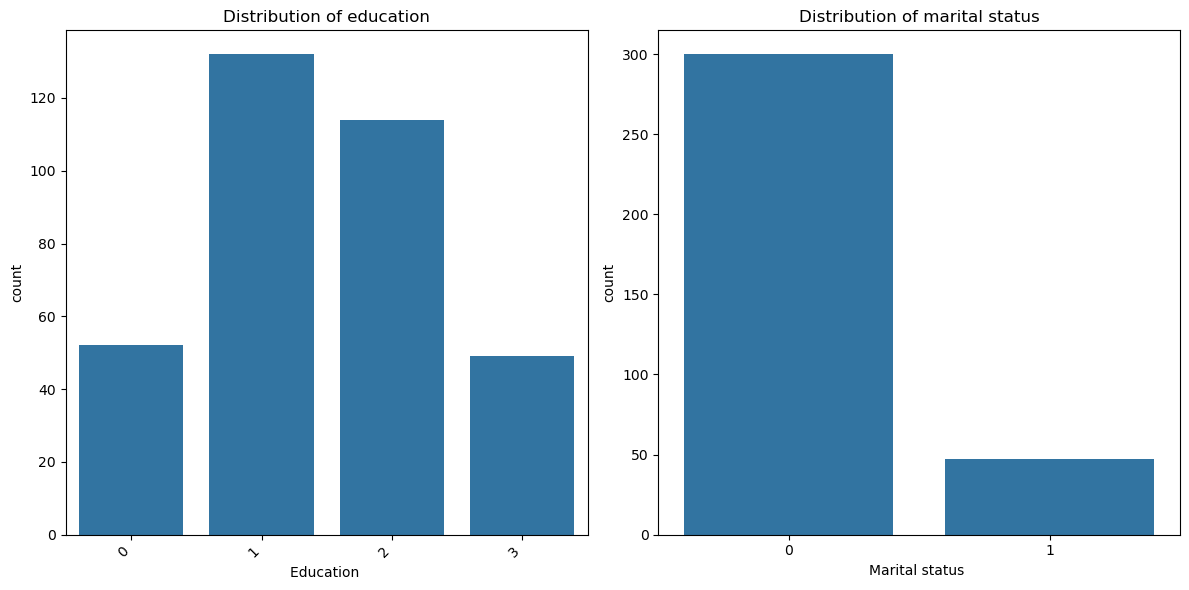 Distribution of education
count
120
100
80
60
40
20
0
0 1 2 3
Education
Distribution of marital status
count
300
250
200
150
100
50
0
0 1
Marital status